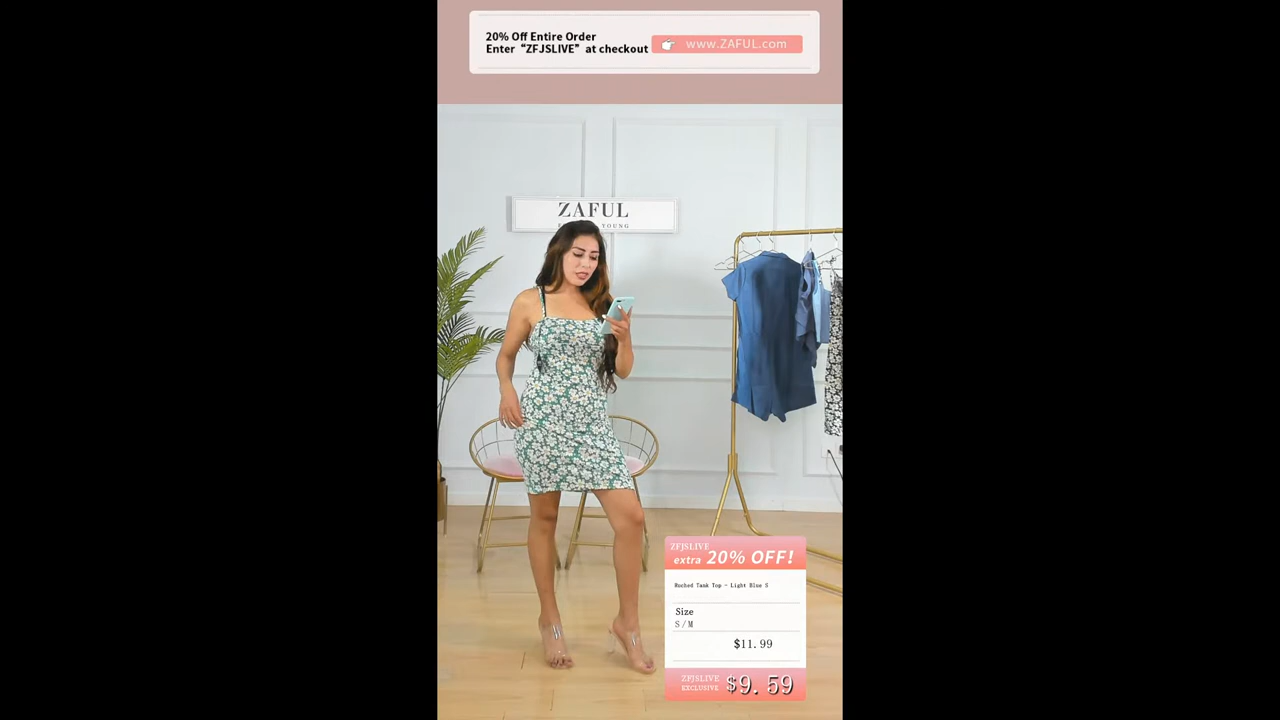 20% Off Entire Order
Enter “ZFJSLIVE” at checkout
www.ZAFUL.com
ZAFUL
YOUNG
ZFJSLIVE
extra 20% OFF!
Ruched Tank Top - Light Blue S
Size
S/M
$11.99
ZFJSLIVE
EXCLUSIVE
$9.59